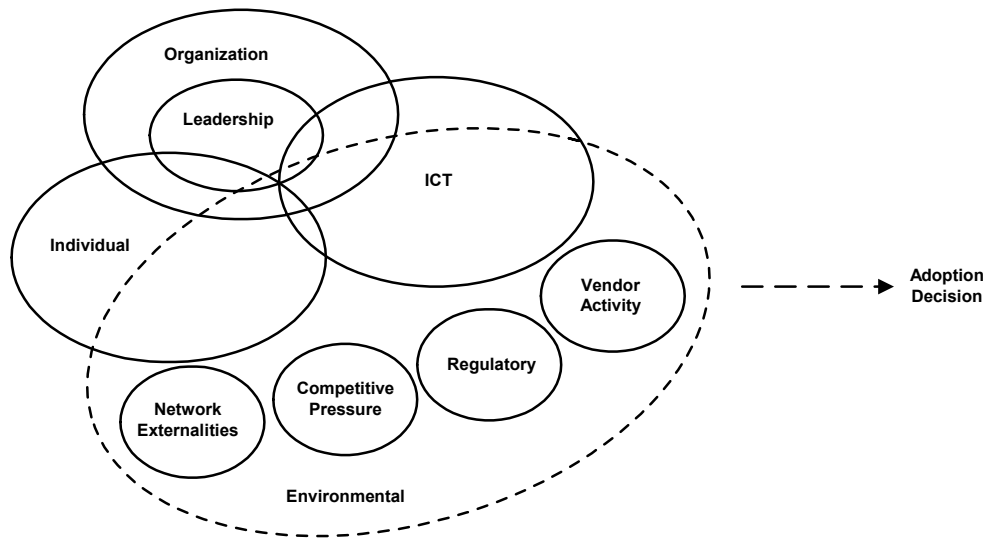 Organization
Leadership
ICT
Individual
Vendor
Activity
Adoption
Decision
Regulatory
Competitive
Pressure
Network
Externalities
Environmental